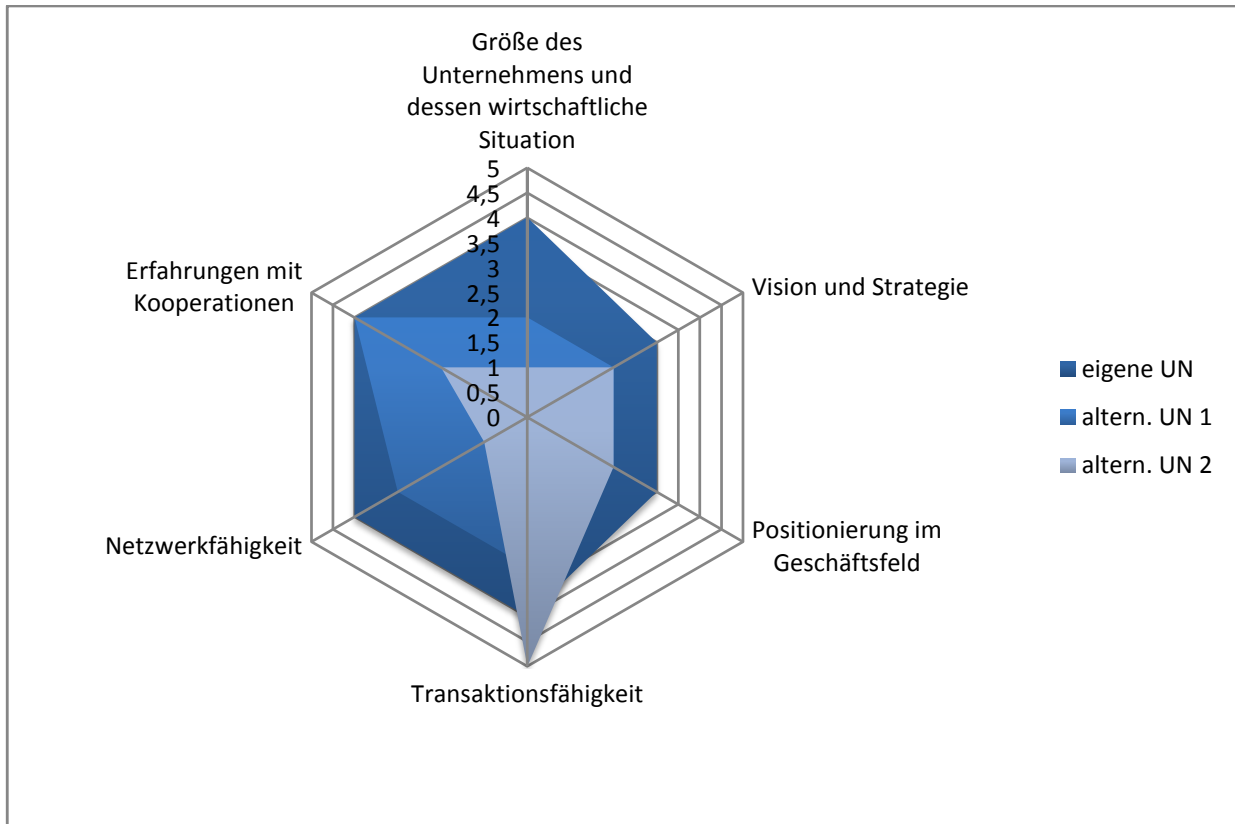 Größe des
Unternehmens und
dessen wirtschaftliche
Situation
5
4,5
4
3,5
3
2,5
2
1,5
1
0,5
0
Vision und Strategie
Positionierung im
Geschäftsfeld
Transaktionsfähigkeit
Netzwerkfähigkeit
Erfahrungen mit
Kooperationen
eigene UN
altern. UN 1
altern. UN 2